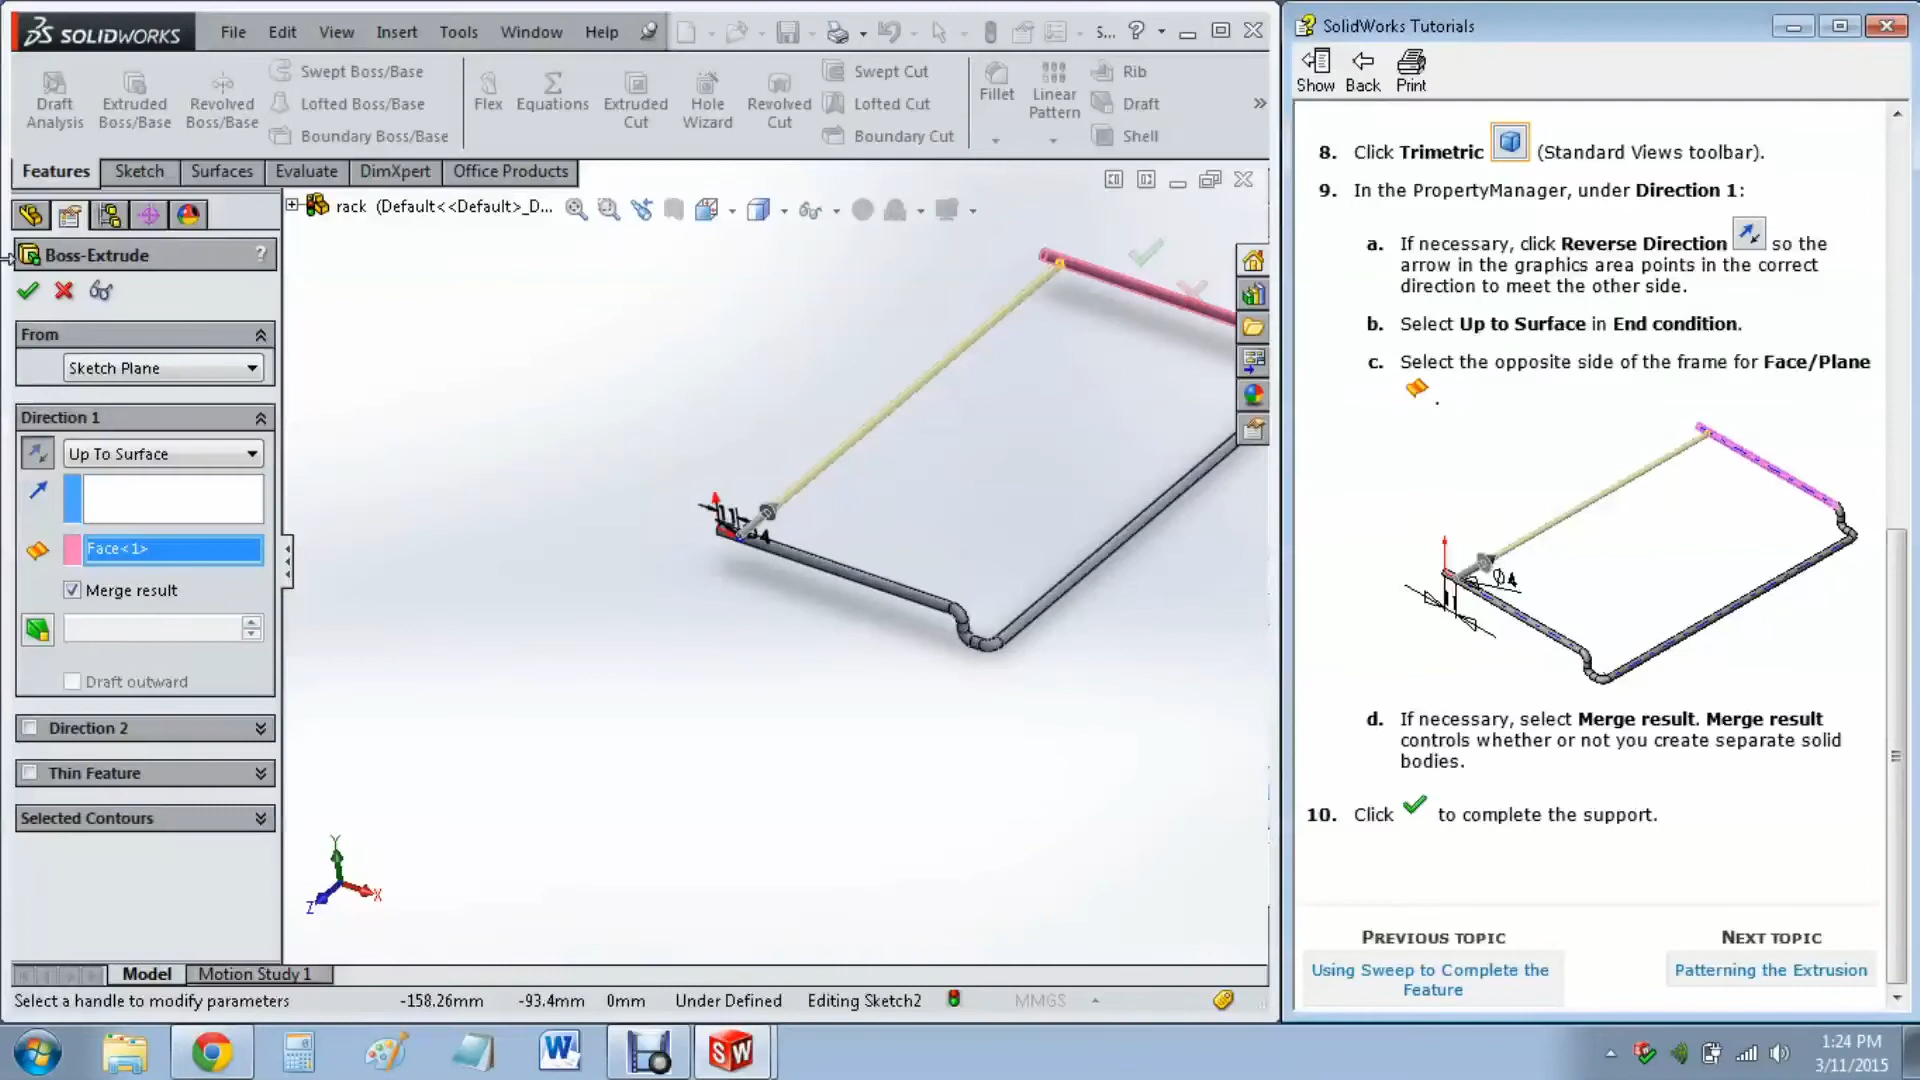 SOLIDWORKS File Edit View Insert Tools Window Help S...
Draft Analysis
Extruded Boss/Base
Revolved Boss/Base
Swept Boss/Base
Lofted Boss/Base
Boundary Boss/Base
Flex
Equations
Extruded Cut
Hole Wizard
Revolved Cut
Swept Cut
Lofted Cut
Boundary Cut
Fillet
Linear Pattern
Rib
Draft
Shell
Features Sketch Surfaces Evaluate DimXpert Office Products
rack (Default<<Default>_D...
Boss-Extrude ?
From
Sketch Plane
Direction 1
Up To Surface
Face<1>
Merge result
Draft outward
Direction 2
Thin Feature
Selected Contours
Y
X
Z
Model Motion Study 1
Select a handle to modify parameters -158.26mm -93.4mm 0mm Under Defined Editing Sketch2 MMGS
SolidWorks Tutorials
Show Back Print
8. Click Trimetric (Standard Views toolbar).
9. In the PropertyManager, under Direction 1:
a. If necessary, click Reverse Direction so the
arrow in the graphics area points in the correct
direction to meet the other side.
b. Select Up to Surface in End condition.
c. Select the opposite side of the frame for Face/Plane
.
d. If necessary, select Merge result. Merge result
controls whether or not you create separate solid
bodies.
10. Click to complete the support.
PREVIOUS TOPIC
Using Sweep to Complete the
Feature
NEXT TOPIC
Patterning the Extrusion
1:24 PM
3/11/2015